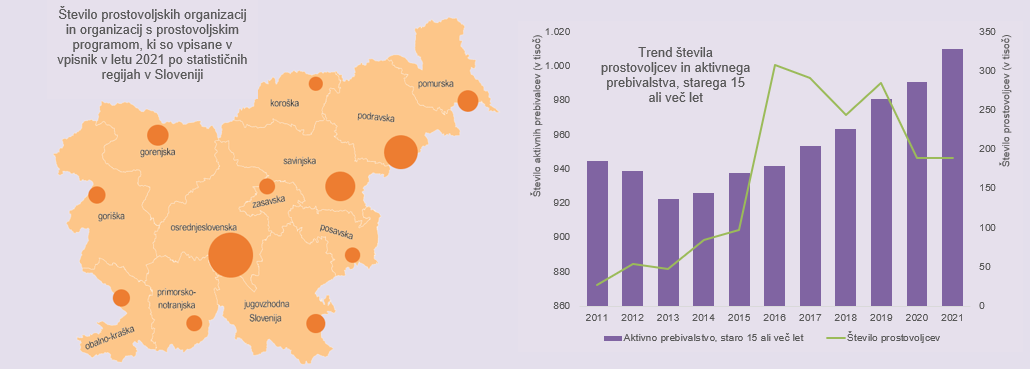 Število prostovoljskih organizacij
in organizacij s prostovoljskim
programom, ki so vpisane v
vpisnik v letu 2021 po statističnih
regijah v Sloveniji
pomurska
koroška
podravska
gorenjska
savinjska
zasavska
goriška
osrednjeslovenska
posavska
primorsko-
notranjska
jugovzhodna
Slovenija
obalno-kraška
Trend števila
prostovoljcev in aktivnega
prebivalstva, starega 15
ali več let
Število aktivnih prebivalcev (v tisoč)
1.020
1.000
980
960
940
920
900
880
860
350
300
250
200
150
100
50
0
Število prostovoljcev (v tisoč)
2011 2012 2013 2014 2015 2016 2017 2018 2019 2020 2021
Aktivno prebivalstvo, staro 15 ali več let
Število prostovoljcev